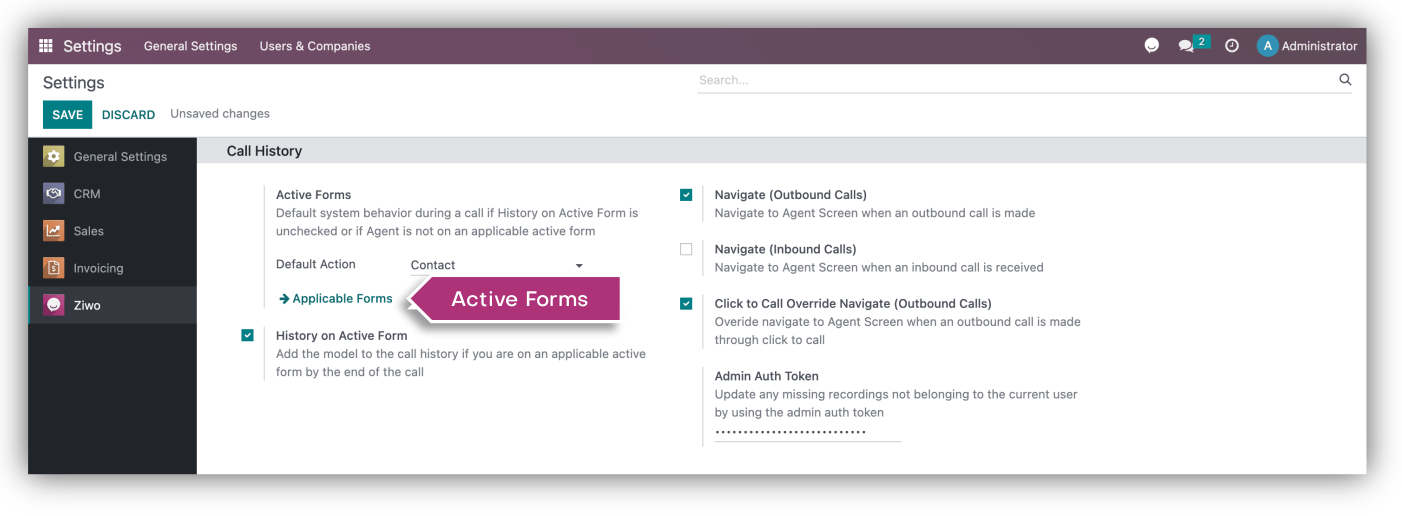 Settings General Settings Users & Companies 2 A Administrator
Settings Search...
SAVE DISCARD Unsaved changes
General Settings
CRM
Sales
Invoicing
Ziwo
Call History
Active Forms
Default system behavior during a call if History on Active Form is
unchecked or if Agent is not on an applicable active form
Default Action Contact
Applicable Forms
Active Forms
History on Active Form
Add the model to the call history if you are on an applicable active
form by the end of the call
Navigate (Outbound Calls)
Navigate to Agent Screen when an outbound call is made
Navigate (Inbound Calls)
Navigate to Agent Screen when an inbound call is received
Click to Call Override Navigate (Outbound Calls)
Overide navigate to Agent Screen when an outbound call is made
through click to call
Admin Auth Token
Update any missing recordings not belonging to the current user
by using the admin auth token